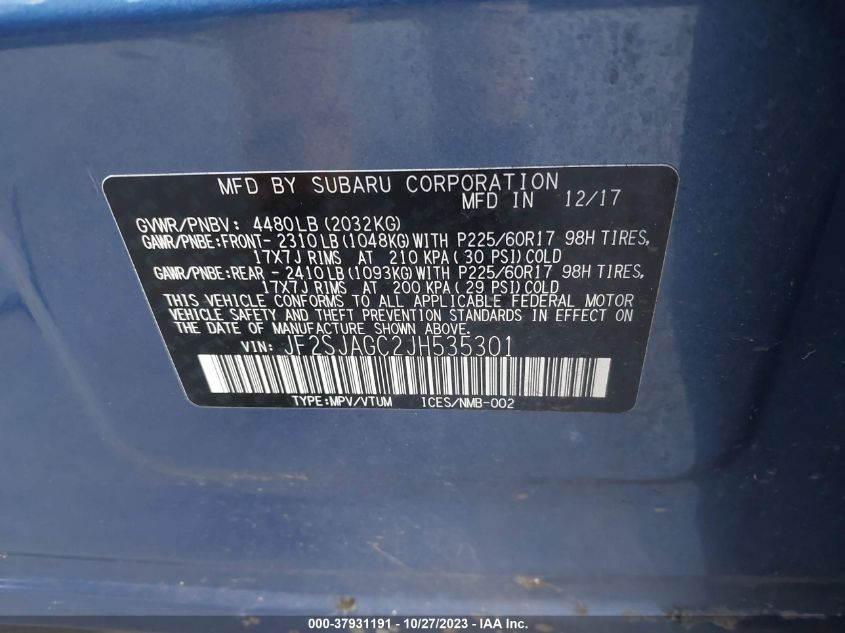 MFD BY SUBARU CORPORATION
MFD IN 12/17
GVWR/PNBV: 4480LB (2032KG)
GAWR/PNBE:FRONT- 2310LB (1048KG) WITH P225/60R17 98H TIRES,
17X7J RIMS AT 210 KPA ( 30 PSI) COLD
GAWR/PNBE:REAR - 2410LB (1093KG) WITH P225/60R17 98H TIRES,
17X7J RIMS AT 200 KPA ( 29 PSI) COLD
THIS VEHICLE CONFORMS TO ALL APPLICABLE FEDERAL MOTOR
VEHICLE SAFETY AND THEFT PREVENTION STANDARDS IN EFFECT ON
THE DATE OF MANUFACTURE SHOWN ABOVE.
VIN: JF2SJAGC2JH535301
TYPE:MPV/VTUM ICES/NMB-002
000-37931191 - 10/27/2023 - IAA Inc.